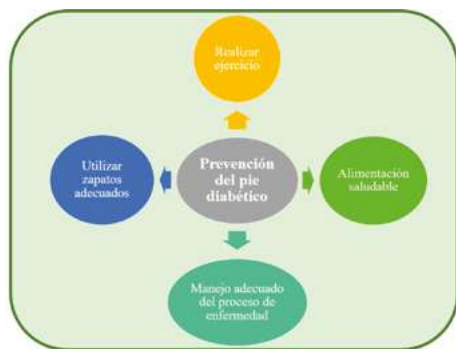 Realizar
ejercicio
Utilizar
zapatos
adecuados
Prevención
del pie
diabético
Alimentación
saludable
Manejo adecuado
del proceso de
enfermedad